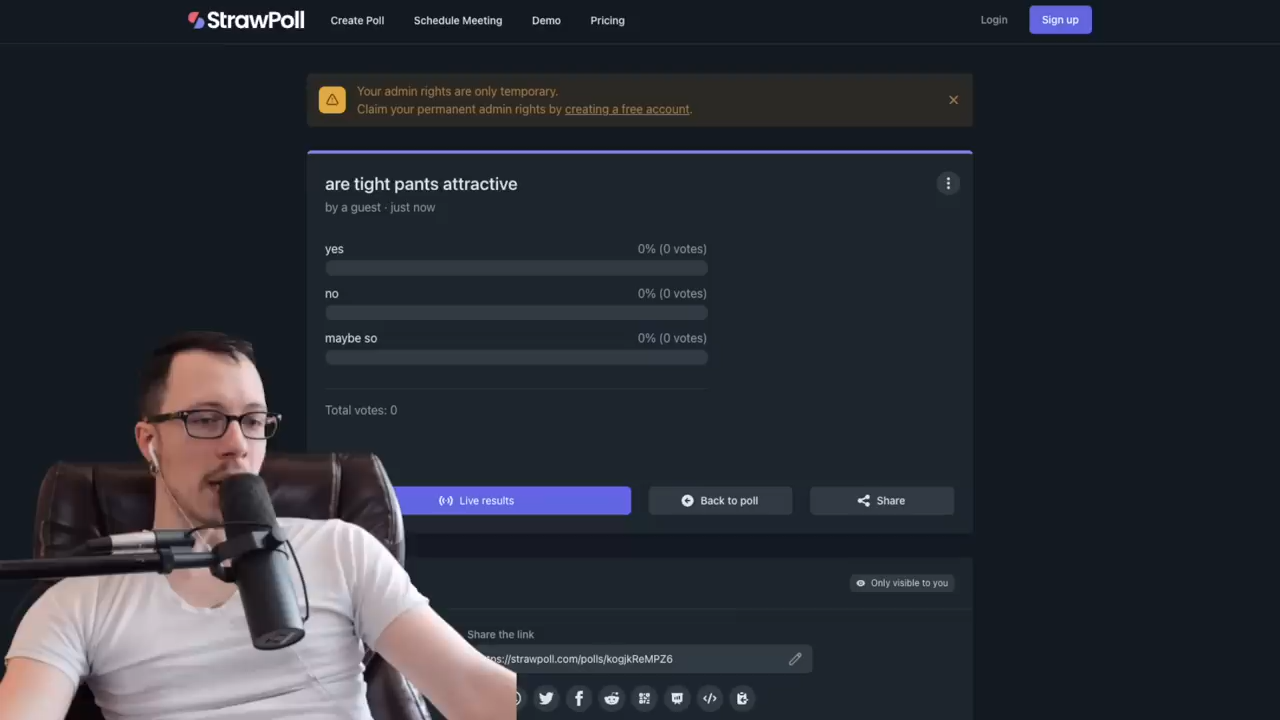 StrawPoll Create Poll Schedule Meeting Demo Pricing Login Sign up
Your admin rights are only temporary.
Claim your permanent admin rights by creating a free account.
are tight pants attractive
by a guest · just now
yes 0% (0 votes)
no 0% (0 votes)
maybe so 0% (0 votes)
Total votes: 0
Live results Back to poll Share
Only visible to you
Share the link
ps://strawpoll.com/polls/kogjkReMPZ6